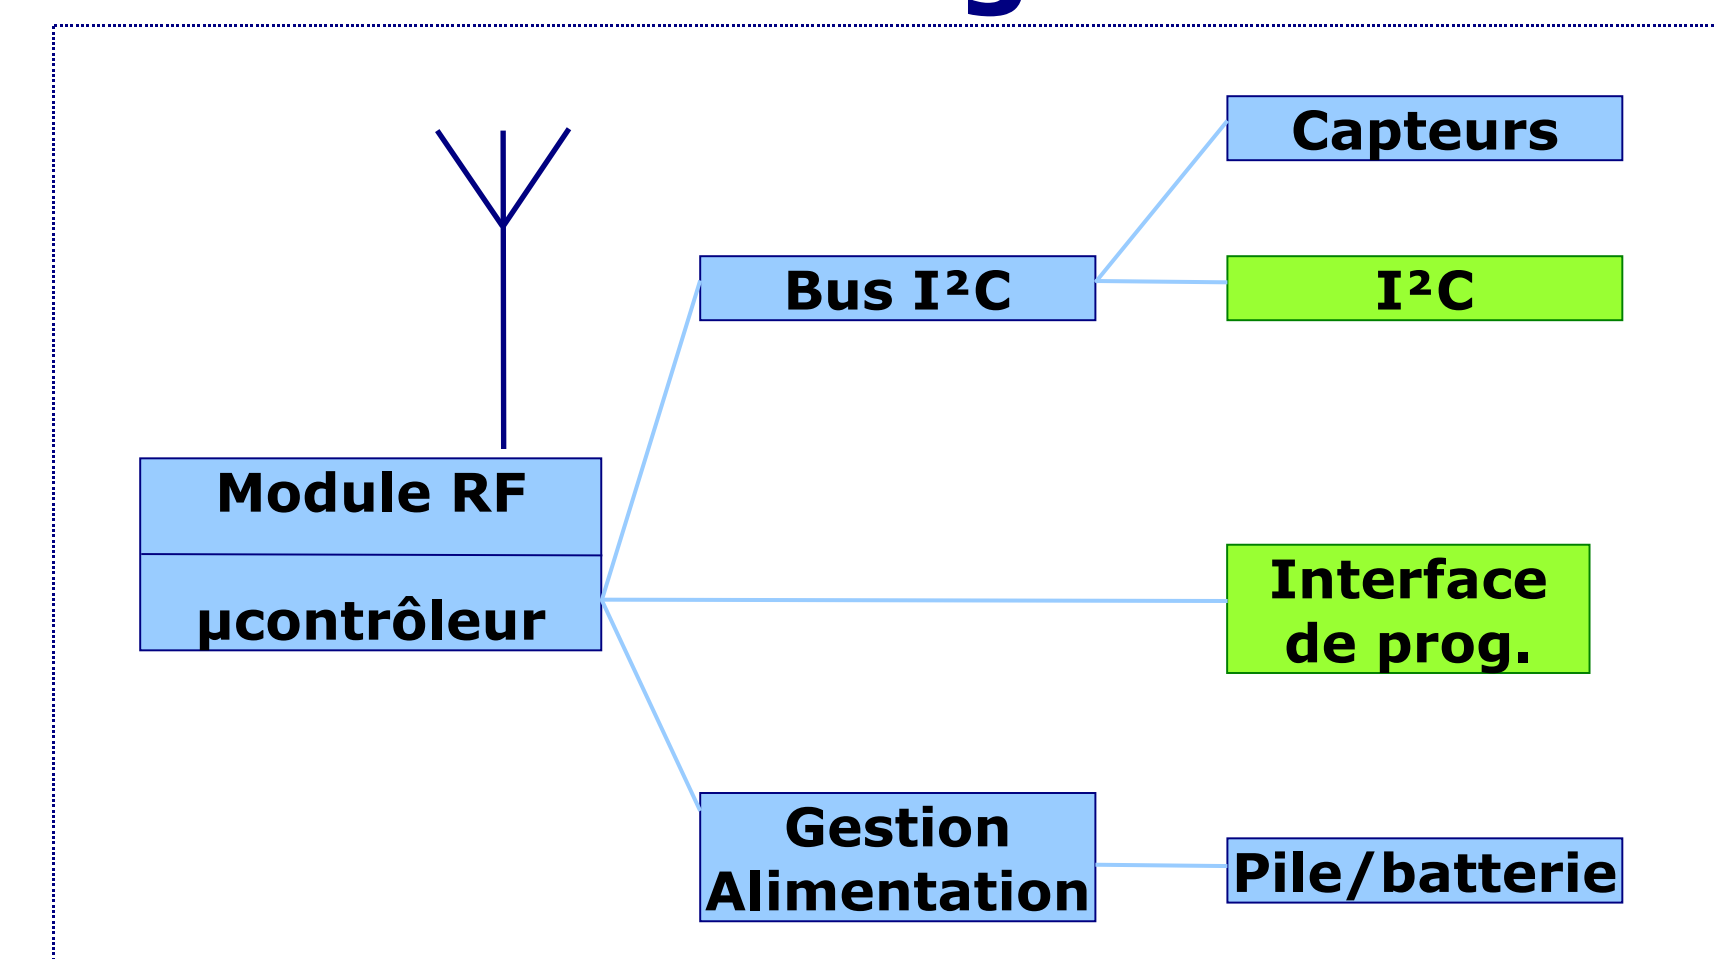 Capteurs
Bus I²C
I²C
Module RF
µcontrôleur
Interface
de prog.
Gestion
Alimentation
Pile/batterie